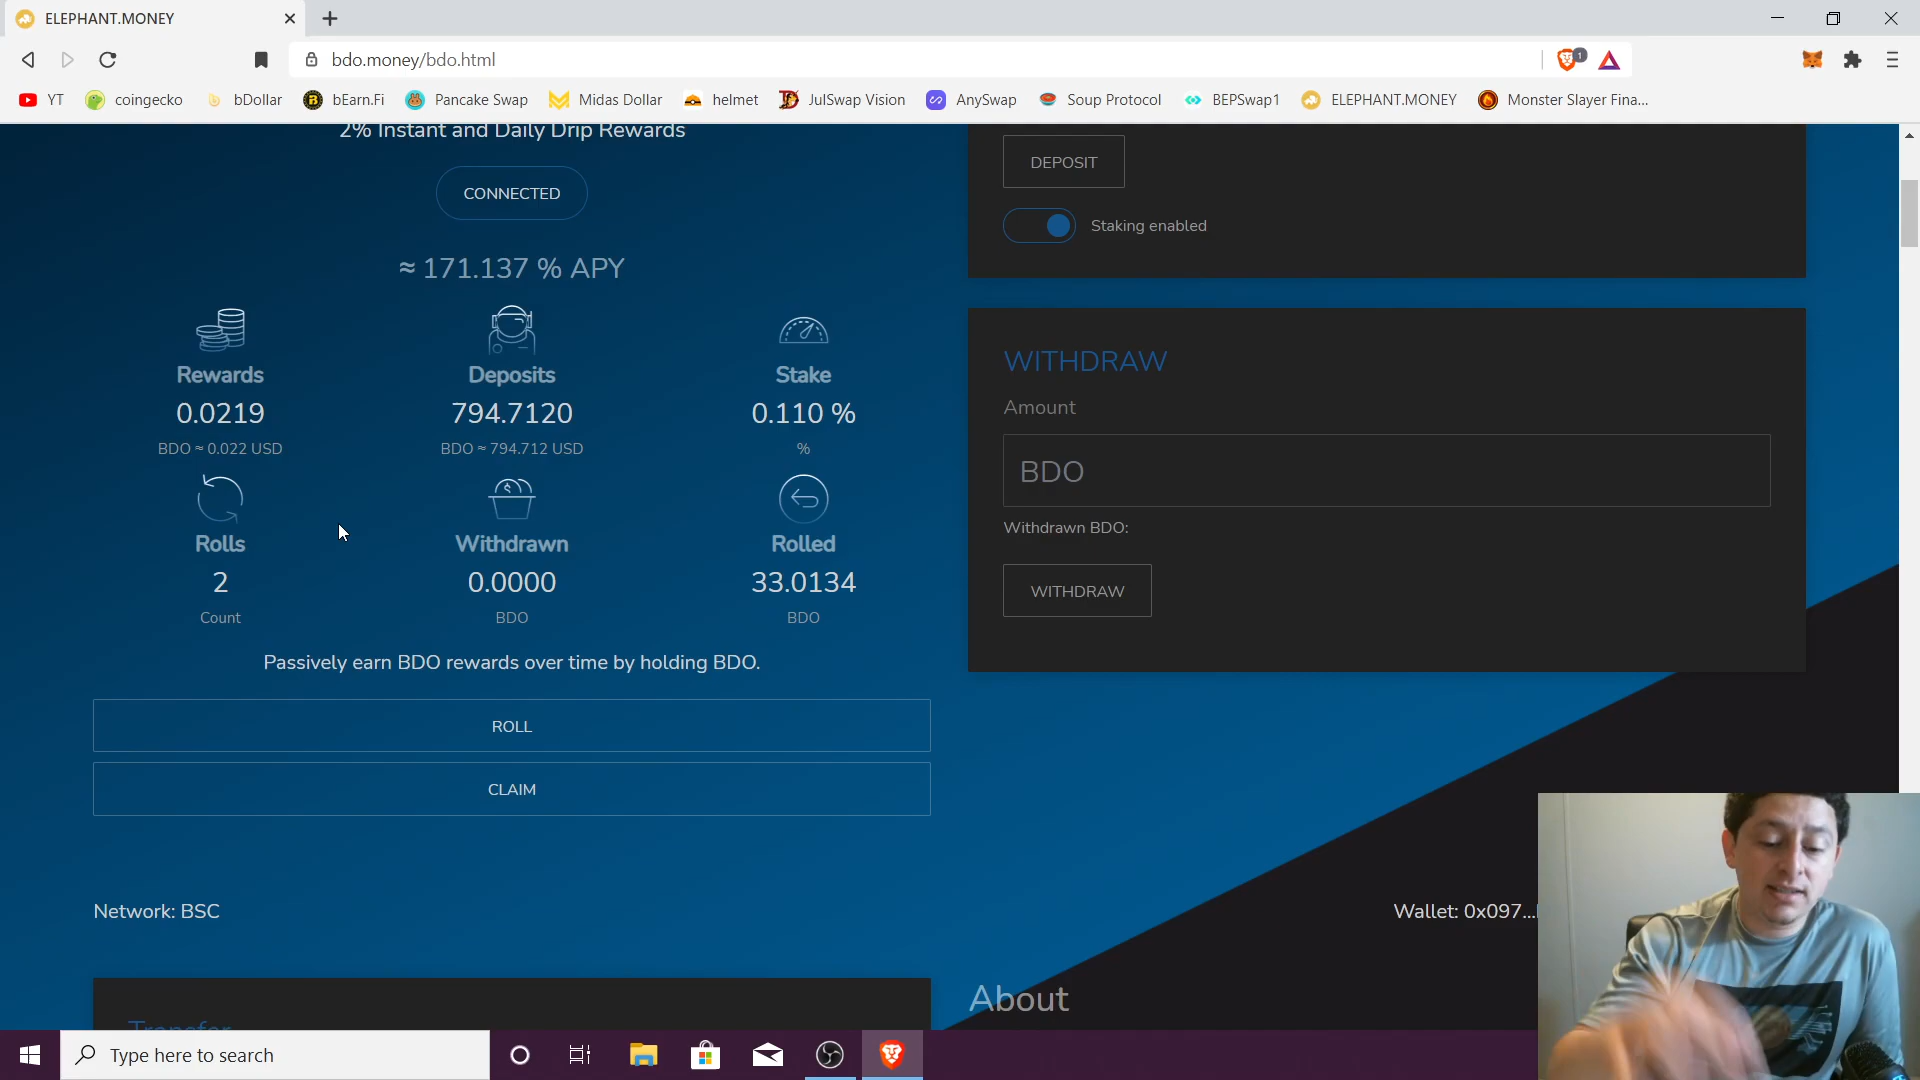 ELEPHANT.MONEY
bdo.money/bdo.html
1
YT
coingecko
bDollar
bEarn.Fi
Pancake Swap
Midas Dollar
helmet
JulSwap Vision
AnySwap
Soup Protocol
BEPSwap1
ELEPHANT.MONEY
Monster Slayer Fina...
2% Instant and Daily Drip Rewards
CONNECTED
≈ 171.137 % APY
Rewards
0.0219
BDO ≈ 0.022 USD
Deposits
794.7120
BDO ≈ 794.712 USD
Stake
0.110 %
%
Rolls
2
Count
Withdrawn
0.0000
BDO
Rolled
33.0134
BDO
Passively earn BDO rewards over time by holding BDO.
ROLL
CLAIM
DEPOSIT
Staking enabled
WITHDRAW
Amount
BDO
Withdrawn BDO:
WITHDRAW
Network: BSC
Wallet: 0x097...
Transfer
About
Type here to search